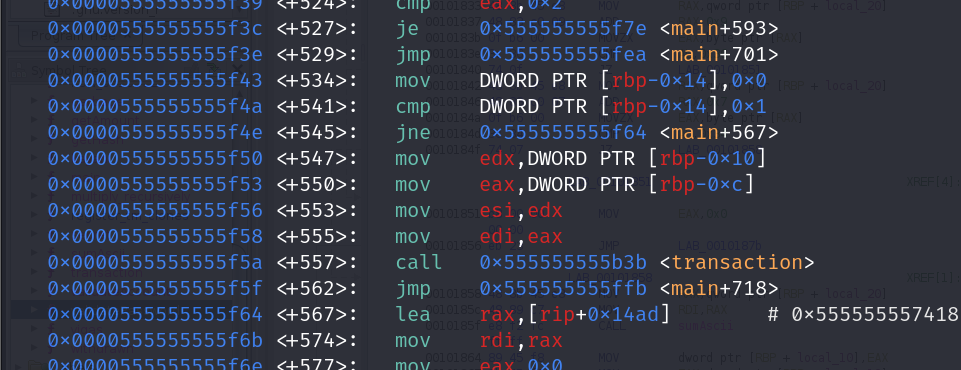 0x0000555555555f39 <+524>: cmp eax,0x2
0x0000555555555f3c <+527>: je 0x555555555f7e <main+593>
0x0000555555555f3e <+529>: jmp 0x555555555fea <main+701>
0x0000555555555f43 <+534>: mov DWORD PTR [rbp-0x14],0x0
0x0000555555555f4a <+541>: cmp DWORD PTR [rbp-0x14],0x1
0x0000555555555f4e <+545>: jne 0x555555555f64 <main+567>
0x0000555555555f50 <+547>: mov edx,DWORD PTR [rbp-0x10]
0x0000555555555f53 <+550>: mov eax,DWORD PTR [rbp-0xc]
0x0000555555555f56 <+553>: mov esi,edx
0x0000555555555f58 <+555>: mov edi,eax
0x0000555555555f5a <+557>: call 0x555555555b3b <transaction>
0x0000555555555f5f <+562>: jmp 0x555555555ffb <main+718>
0x0000555555555f64 <+567>: lea rax,[rip+0x14ad] # 0x555555557418
0x0000555555555f6b <+574>: mov rdi,rax
0x0000555555555f6e <+577>: mov eax,0x0